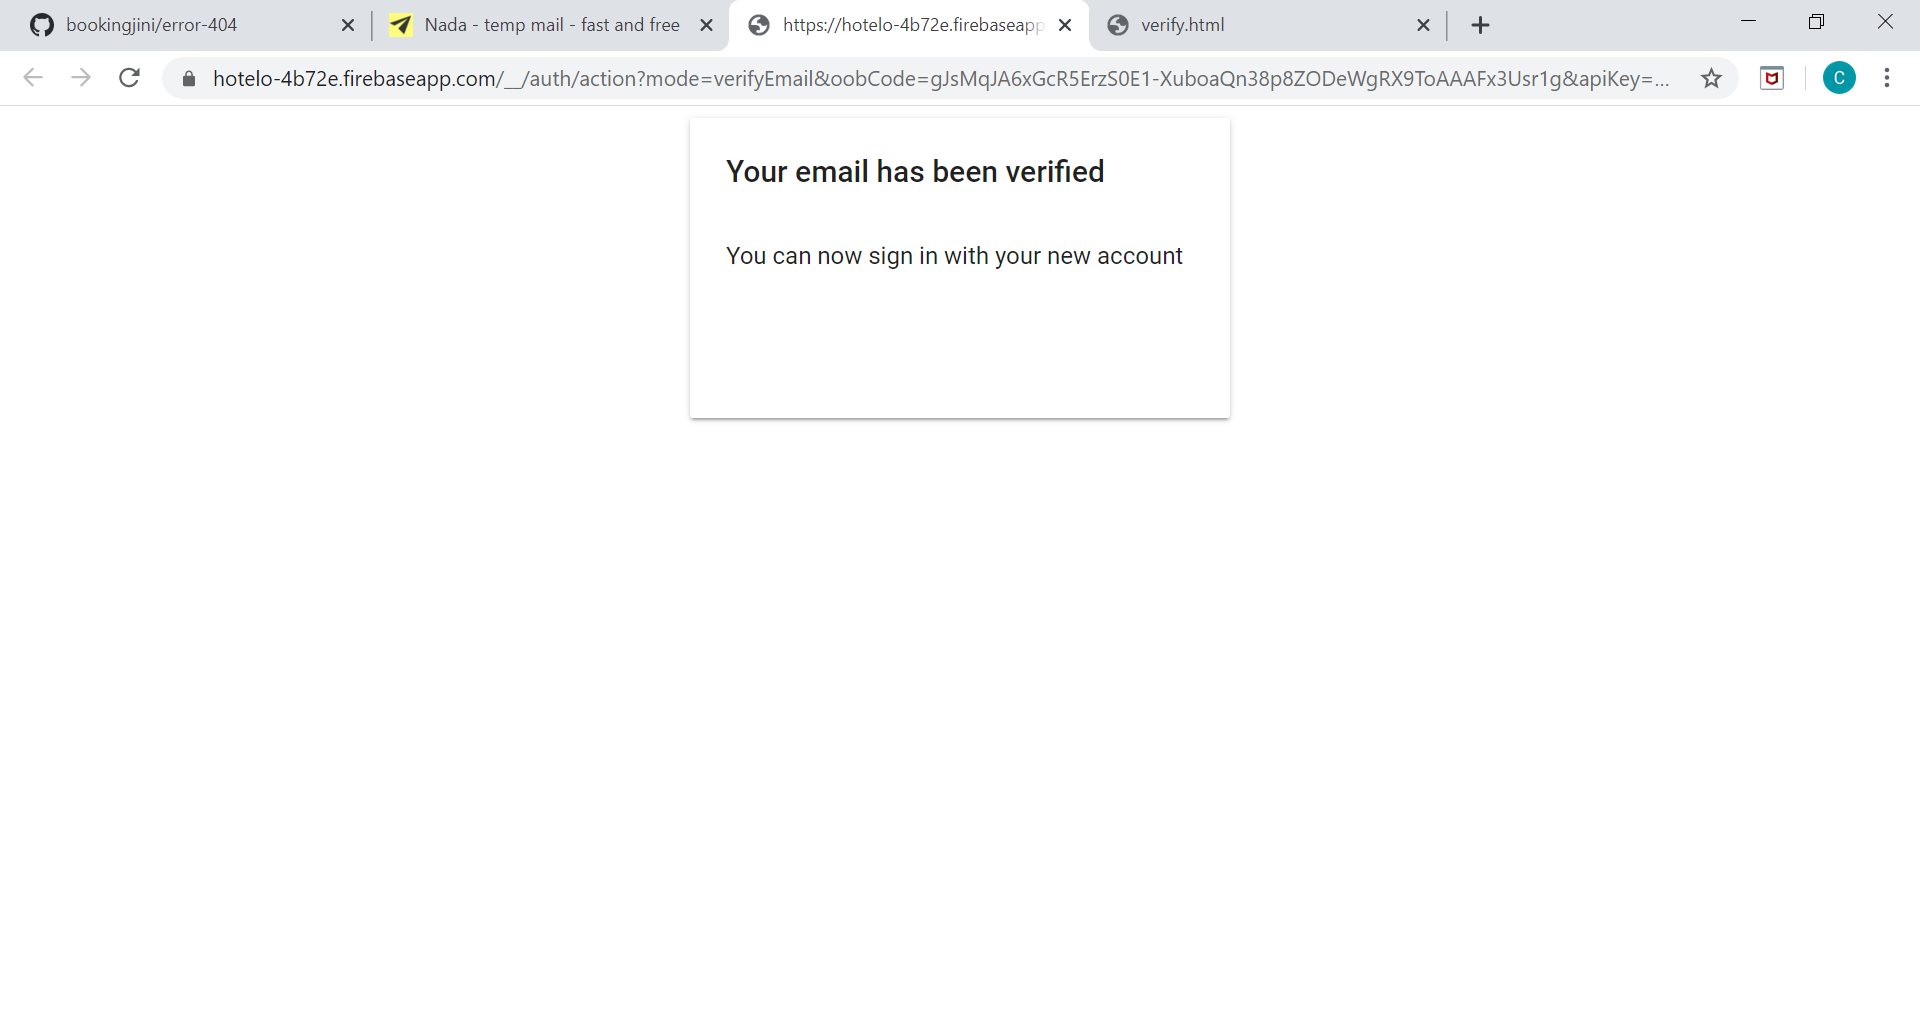 bookingjini/error-404
Nada - temp mail - fast and free
https://hotelo-4b72e.firebaseapp
verify.html
hotelo-4b72e.firebaseapp.com/__/auth/action?mode=verifyEmail&oobCode=gJsMqJA6xGcR5ErzS0E1-XuboaQn38p8ZODeWgRX9ToAAAFx3Usr1g&apiKey=...
C
Your email has been verified
You can now sign in with your new account